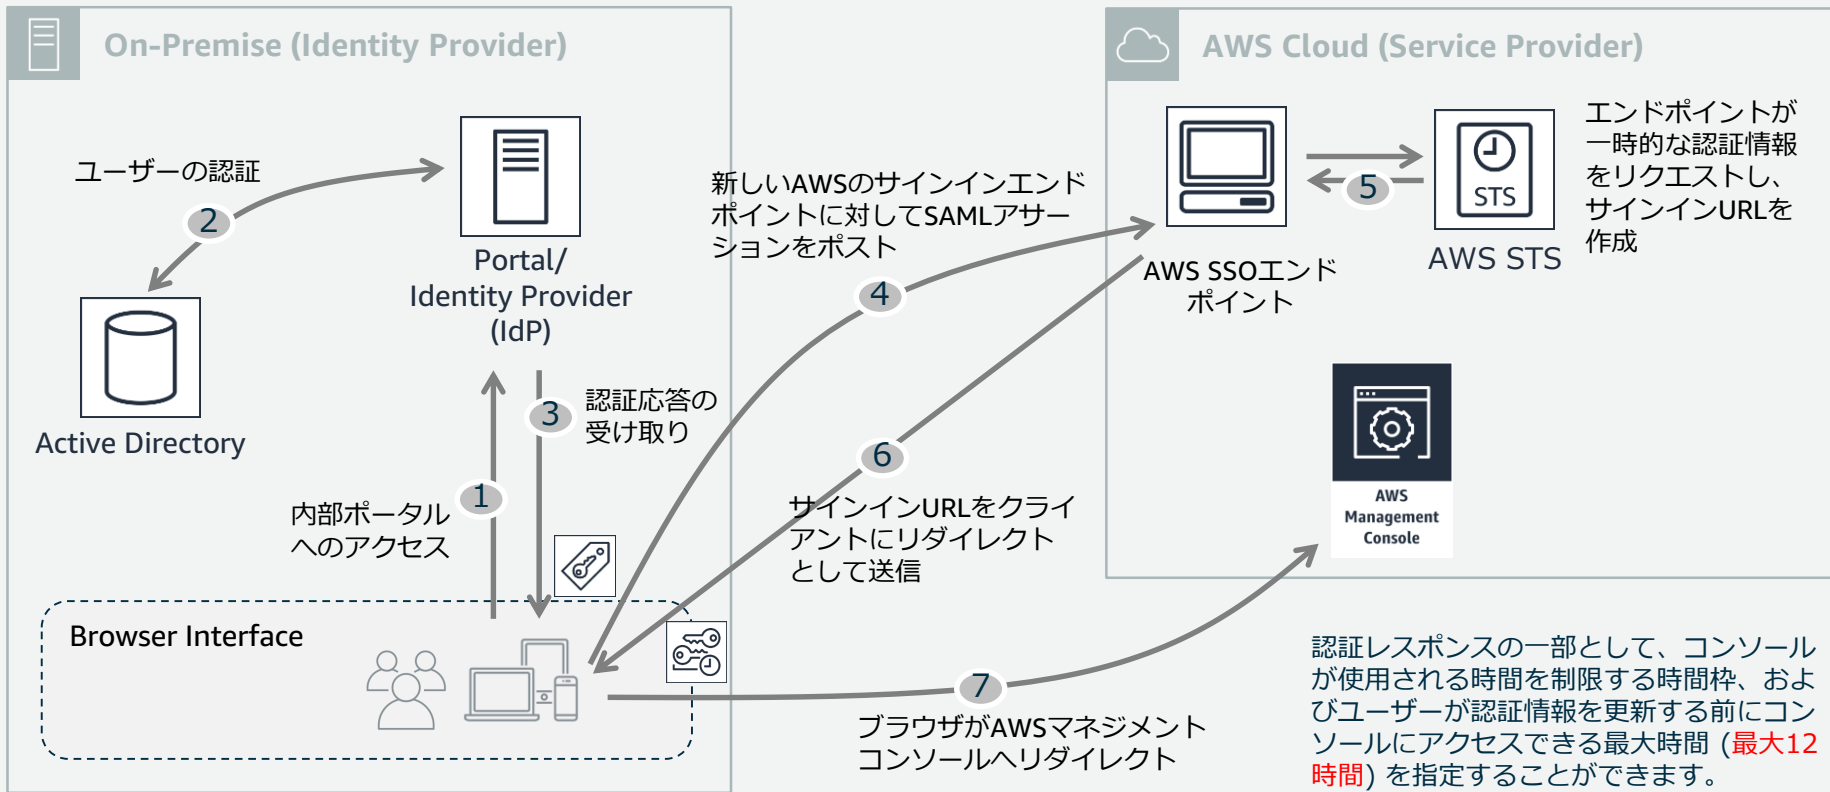 On-Premise (Identity Provider)
ユーザーの認証
2
Portal/
Identity Provider
(IdP)
Active Directory
3
認証応答の
受け取り
1
内部ポータル
へのアクセス
Browser Interface
新しいAWSのサインインエンド
ポイントに対してSAMLアサー
ションをポスト
4
6
サインインURLをクライ
アントにリダイレクト
として送信
7
ブラウザがAWSマネジメント
コンソールへリダイレクト
AWS Cloud (Service Provider)
AWS SSOエンド
ポイント
5
STS
AWS STS
エンドポイントが
一時的な認証情報
をリクエストし、
サインインURLを
作成
AWS
Management
Console
認証レスポンスの一部として、コンソール
が使用される時間を制限する時間枠、およ
びユーザーが認証情報を更新する前にコン
ソールにアクセスできる最大時間 (最大12
時間) を指定することができます。